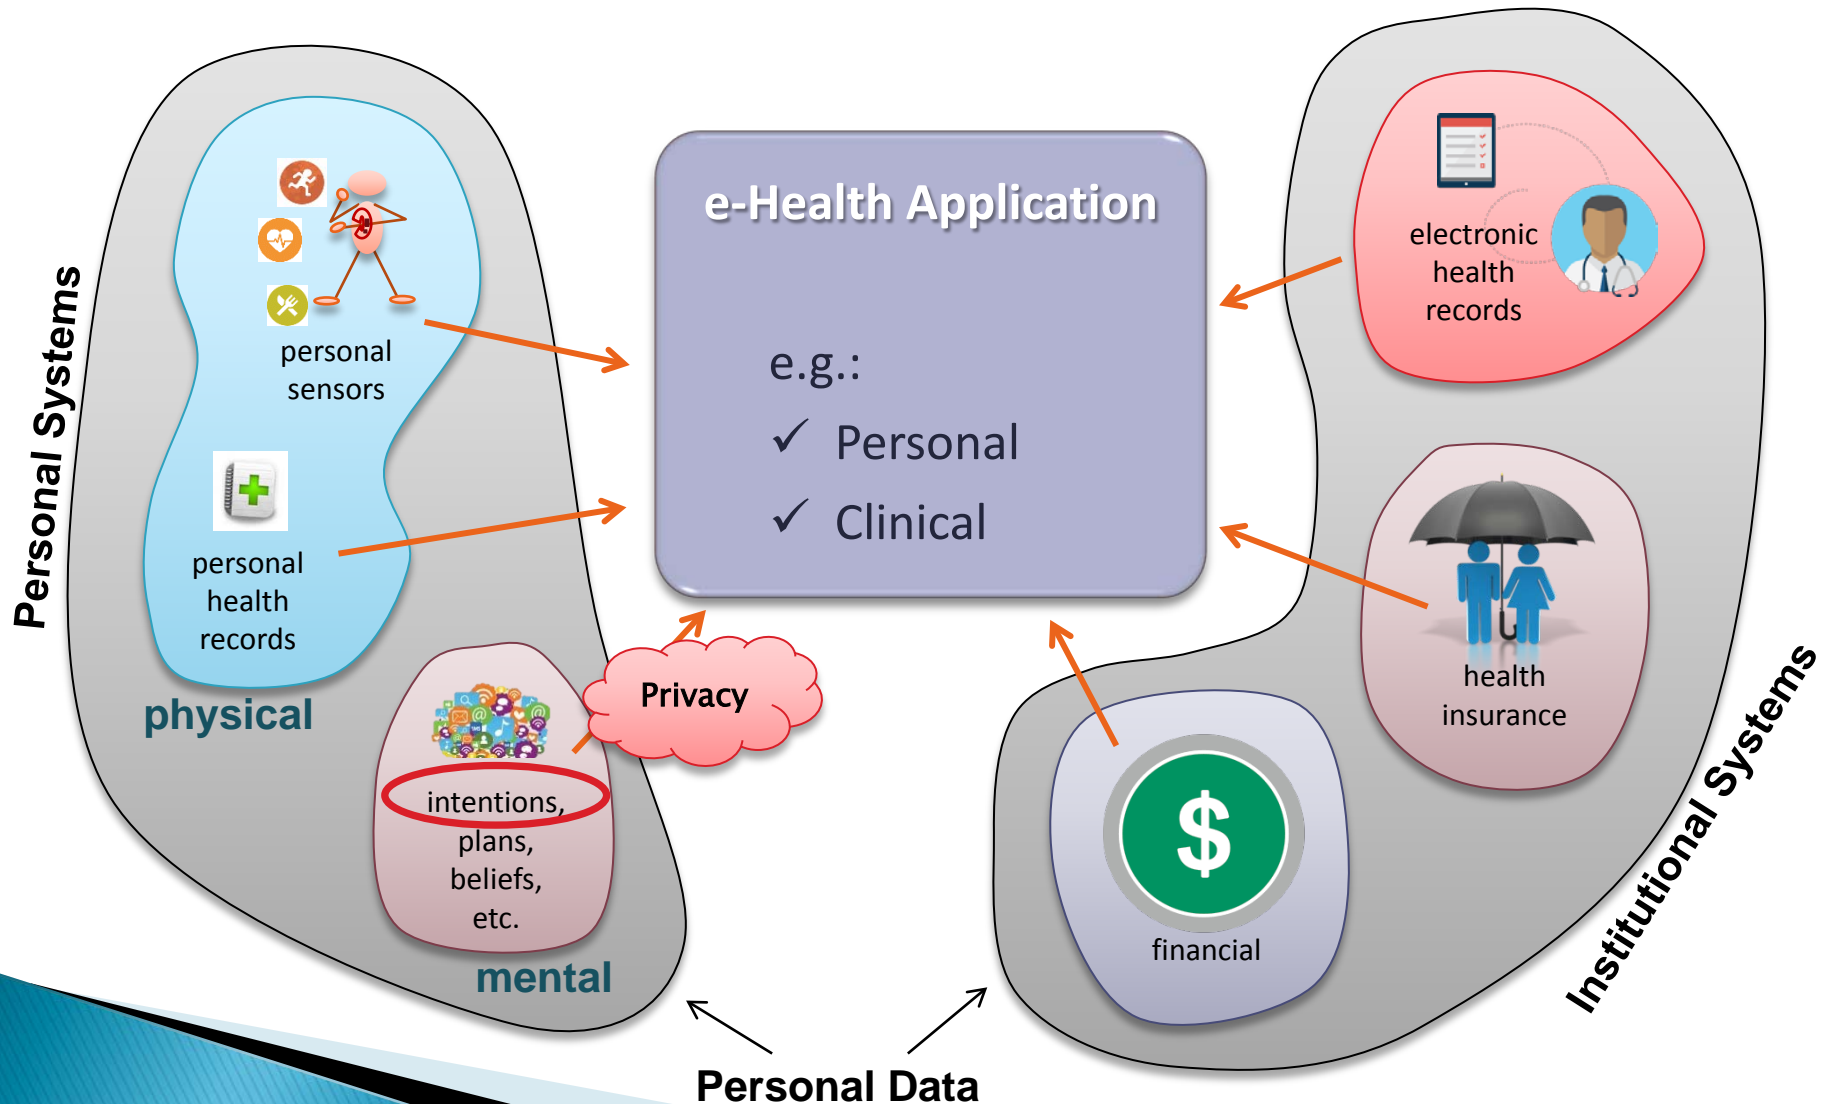 Personal Systems
personal
sensors
personal
health
records
physical
intentions,
plans,
beliefs,
etc.
mental
Privacy
e-Health Application
e.g.:
✓ Personal
✓ Clinical
electronic
health
records
health
insurance
$
financial
Institutional Systems
Personal Data